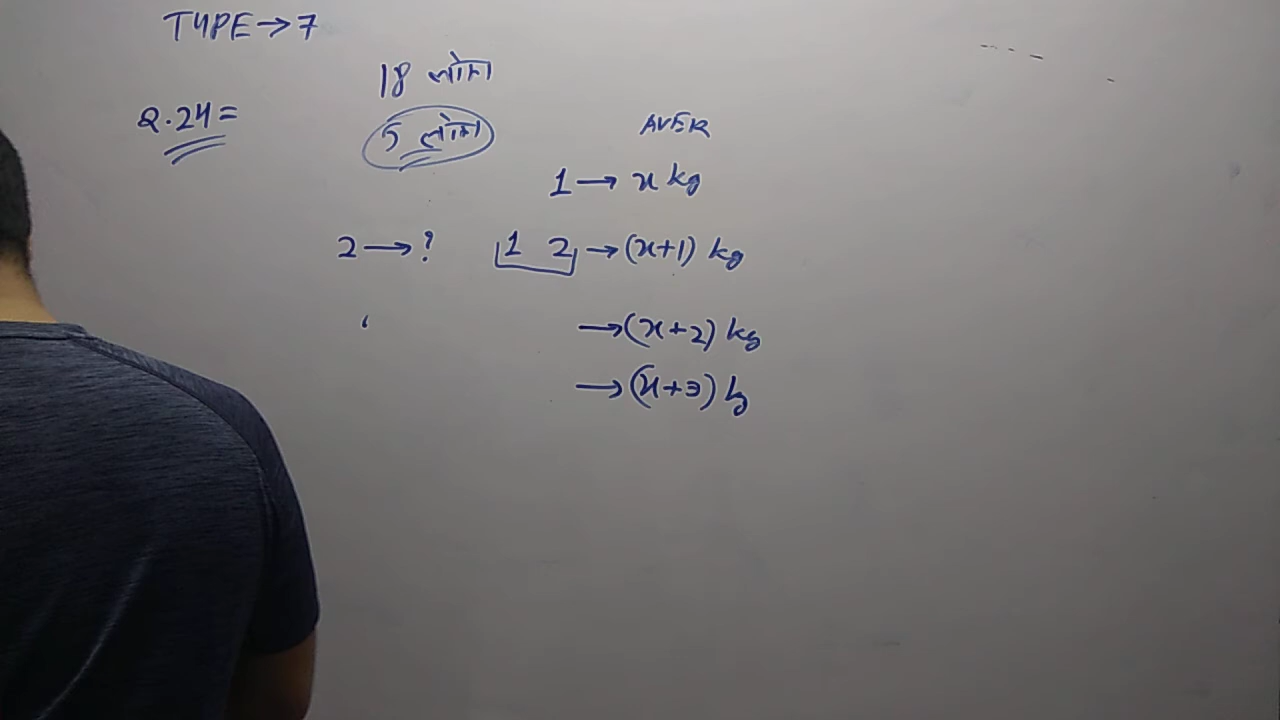 TYPE→7
18 लोग
Q.24=
5 लोग
AVER
1 → x kg
2 → ? 1 2 → (x+1) kg
→ (x+2) kg
→ (x+3) kg